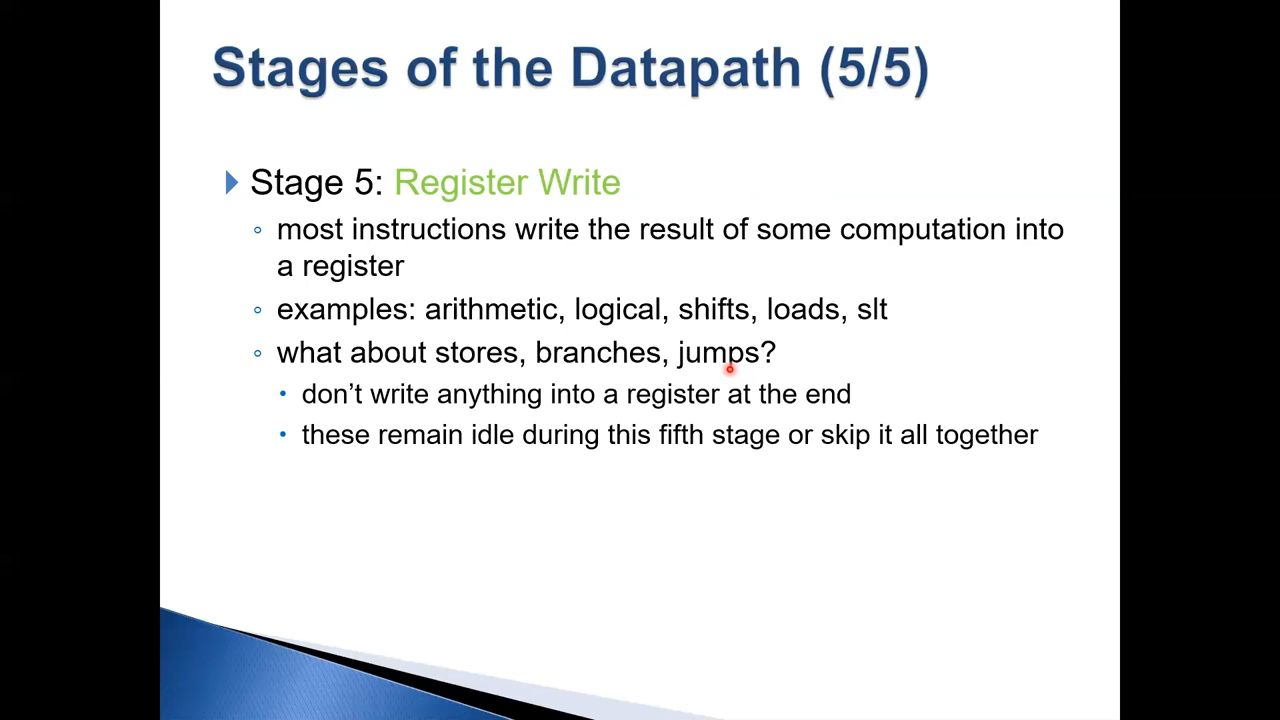 Stages of the Datapath (5/5)
Stage 5: Register Write
most instructions write the result of some computation into
a register
examples: arithmetic, logical, shifts, loads, slt
what about stores, branches, jumps?
don’t write anything into a register at the end
these remain idle during this fifth stage or skip it all together